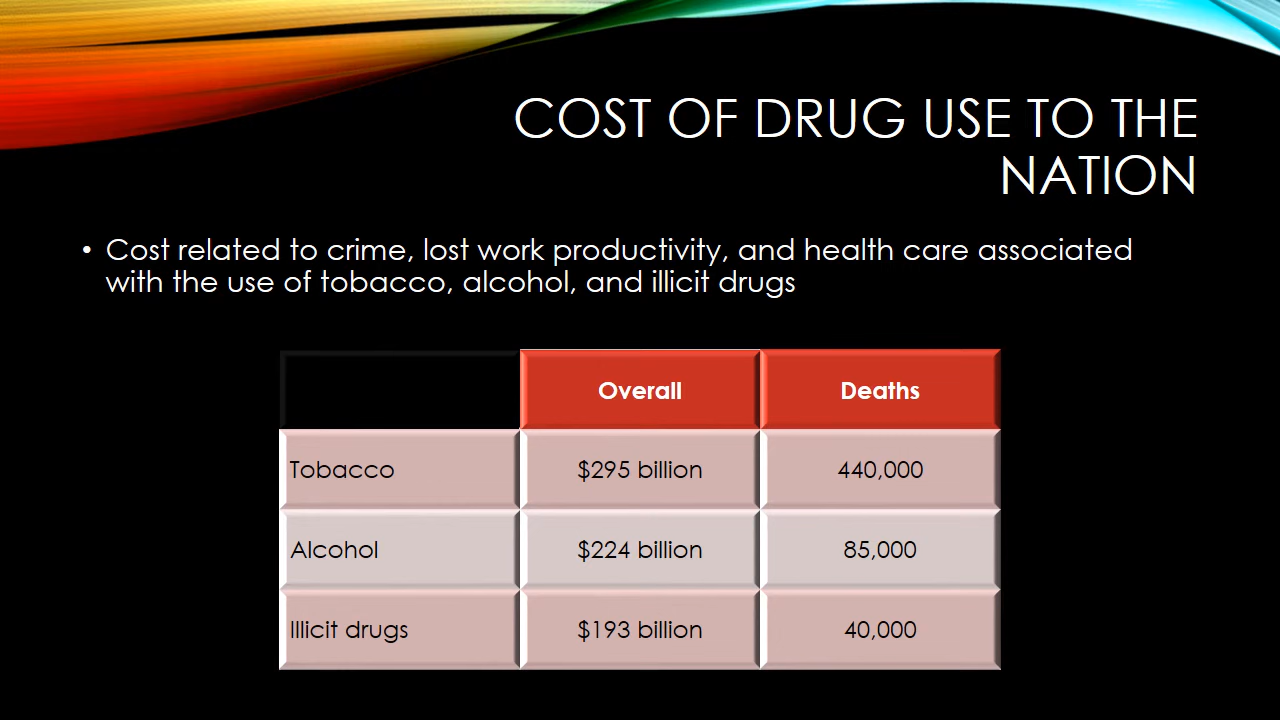 COST OF DRUG USE TO THE
NATION
• Cost related to crime, lost work productivity, and health care associated
with the use of tobacco, alcohol, and illicit drugs
Overall Deaths
Tobacco $295 billion 440,000
Alcohol $224 billion 85,000
Illicit drugs $193 billion 40,000